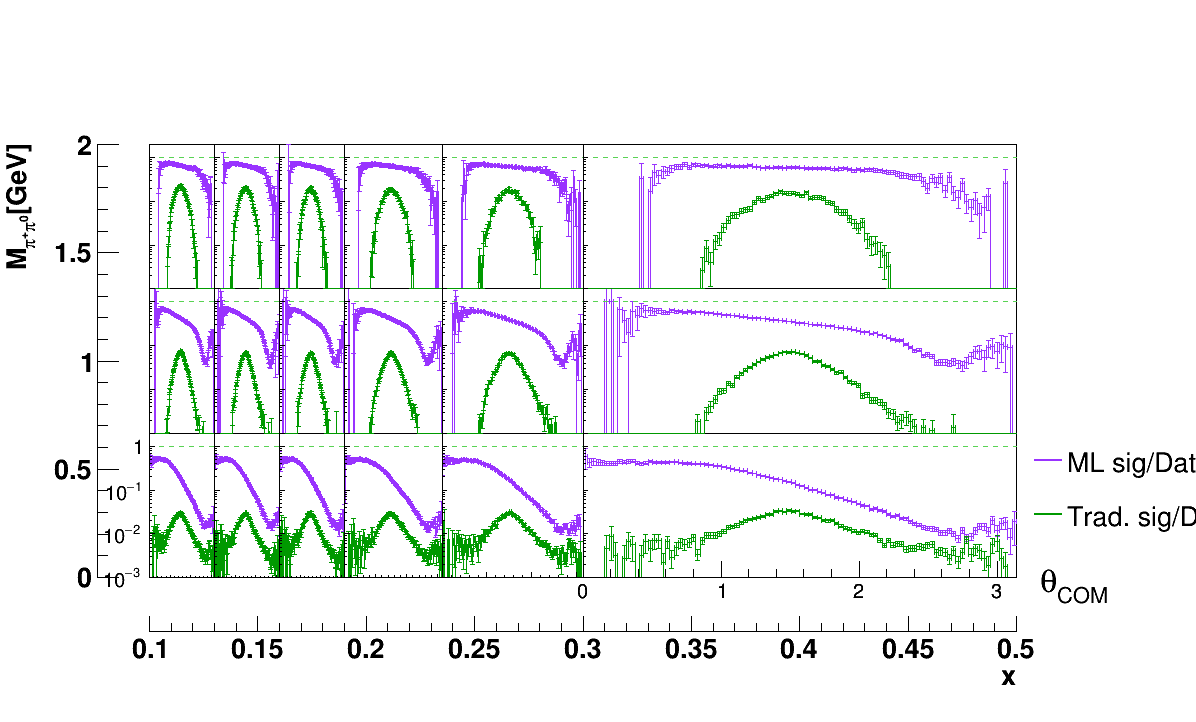 M_{π⁺π⁰} [GeV]
2
1.5
1
0.5
0
1
10⁻¹
10⁻²
10⁻³
0 1 2 3
θ_COM
ML sig/Dat
Trad. sig/D
0.1 0.15 0.2 0.25 0.3 0.35 0.4 0.45 0.5
x